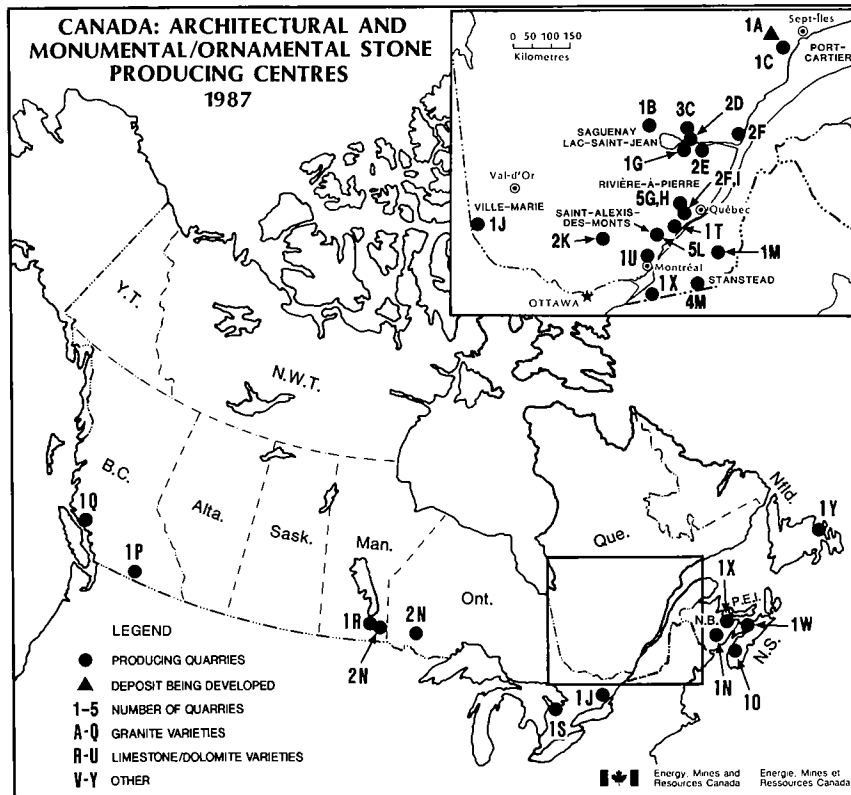 CANADA: ARCHITECTURAL AND
MONUMENTAL/ORNAMENTAL STONE
PRODUCING CENTRES
1987
0 50 100 150
Kilometres
1A
Sept-Îles
PORT-
CARTIER
1C
1B
3C
2D
2F
SAGUENAY
LAC-SAINT-JEAN
1G
2E
Val-d'Or
RIVIÈRE-À-PIERRE
2F,I
5G,H
Québec
VILLE-MARIE
1J
SAINT-ALEXIS-
DES-MONTS
1T
2K
5L
1M
1U
Montréal
STANSTEAD
1X
4M
OTTAWA
Y.T.
N.W.T.
B.C.
Alta.
Sask.
Man.
Ont.
Que.
Nfld.
1Y
1Q
1P
1R
2N
2N
1X
P.E.I.
N.B.
1W
N.S.
1N
1O
1J
1S
LEGEND
PRODUCING QUARRIES
DEPOSIT BEING DEVELOPED
1-5 NUMBER OF QUARRIES
A-Q GRANITE VARIETIES
R-U LIMESTONE/DOLOMITE VARIETIES
V-Y OTHER
Energy, Mines and Énergie, Mines et
Resources Canada Ressources Canada